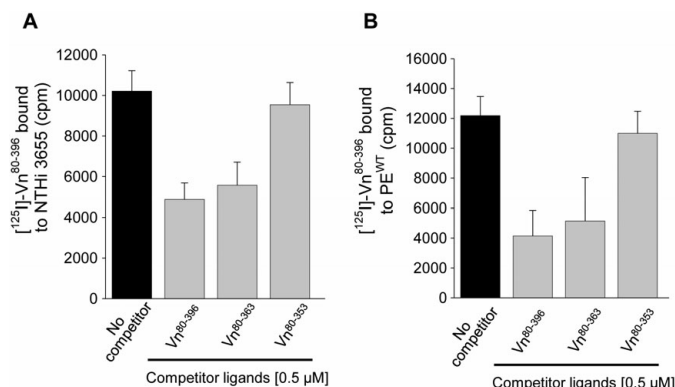 A
[¹²⁵I]-Vn⁸⁰⁻³⁹⁶ bound
to NTHi 3655 (cpm)
12000
10000
8000
6000
4000
2000
0
No
competitor
Vn⁸⁰⁻³⁹⁶
Vn⁸⁰⁻³⁶³
Vn⁸⁰⁻³⁵³
Competitor ligands [0.5 µM]
B
[¹²⁵I]-Vn⁸⁰⁻³⁹⁶ bound
to PEᵂᵀ (cpm)
16000
14000
12000
10000
8000
6000
4000
2000
0
No
competitor
Vn⁸⁰⁻³⁹⁶
Vn⁸⁰⁻³⁶³
Vn⁸⁰⁻³⁵³
Competitor ligands [0.5 µM]